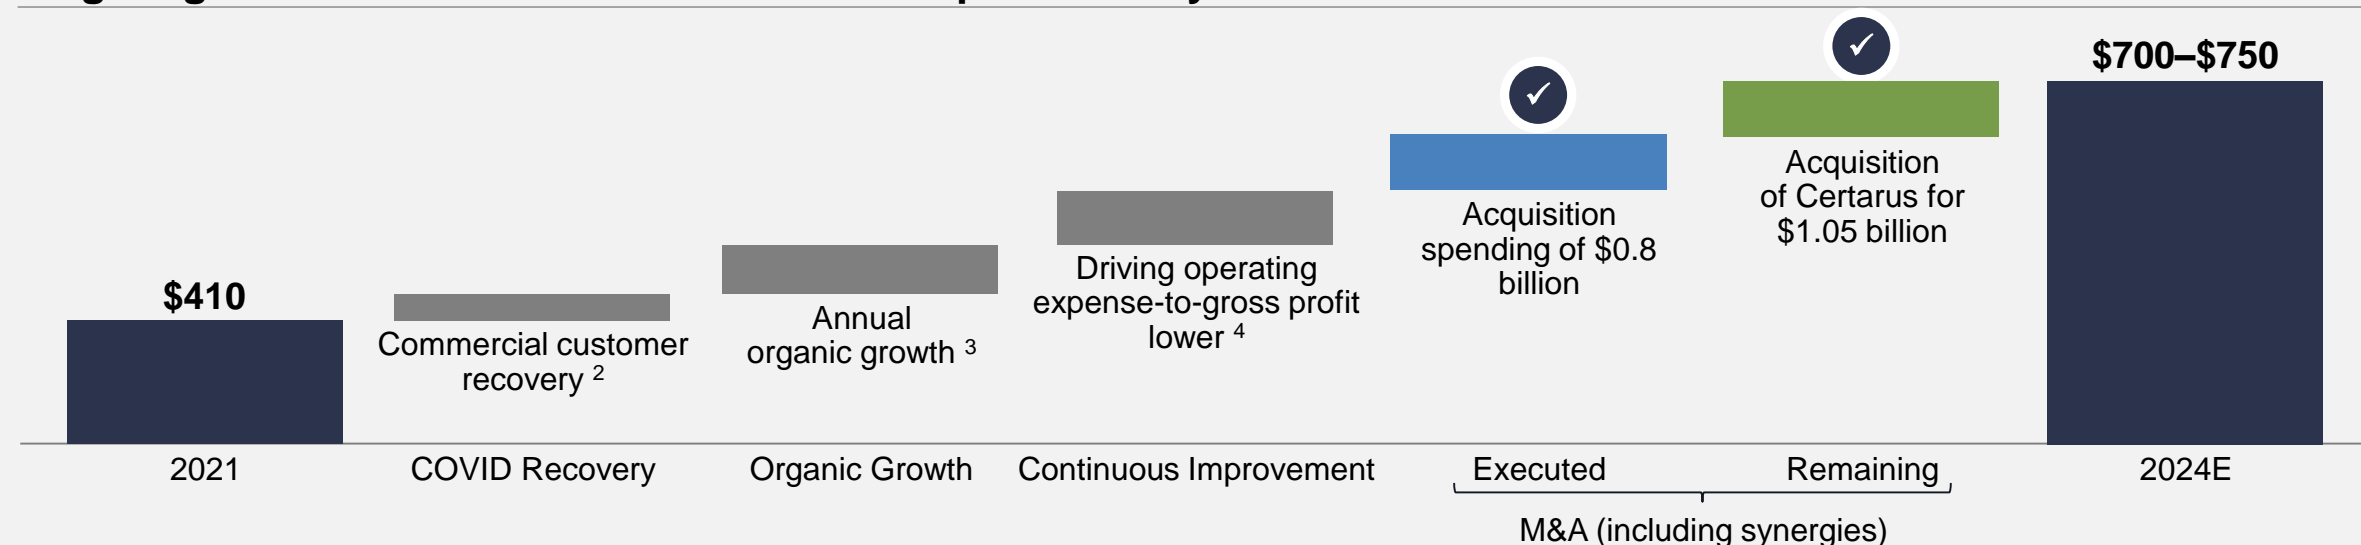 $410
Commercial customer
recovery 2
Annual
organic growth 3
Driving operating
expense-to-gross profit
lower 4
Acquisition
spending of $0.8
billion
Acquisition
of Certarus for
$1.05 billion
$700–$750
2021
COVID Recovery
Organic Growth
Continuous Improvement
Executed
Remaining
2024E
M&A (including synergies)